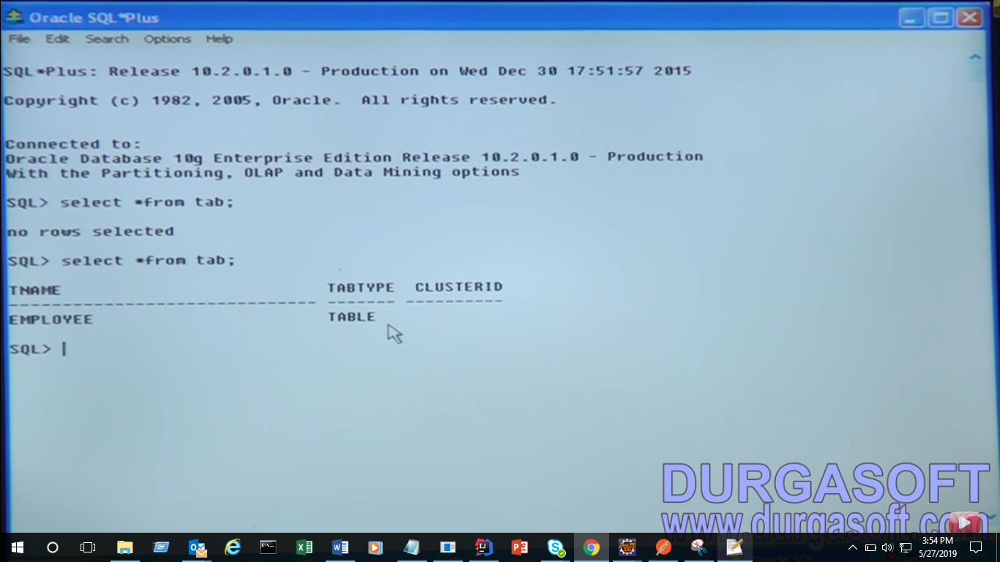 Oracle SQL*Plus
File Edit Search Options Help
SQL*Plus: Release 10.2.0.1.0 - Production on Wed Dec 30 17:51:57 2015
Copyright (c) 1982, 2005, Oracle.  All rights reserved.
Connected to:
Oracle Database 10g Enterprise Edition Release 10.2.0.1.0 - Production
With the Partitioning, OLAP and Data Mining options
SQL> select *from tab;
no rows selected
SQL> select *from tab;
TNAME TABTYPE CLUSTERID
------------------------------ ------- ----------
EMPLOYEE TABLE
SQL>
DURGASOFT
www.durgasoft.com
3:54 PM
5/27/2019